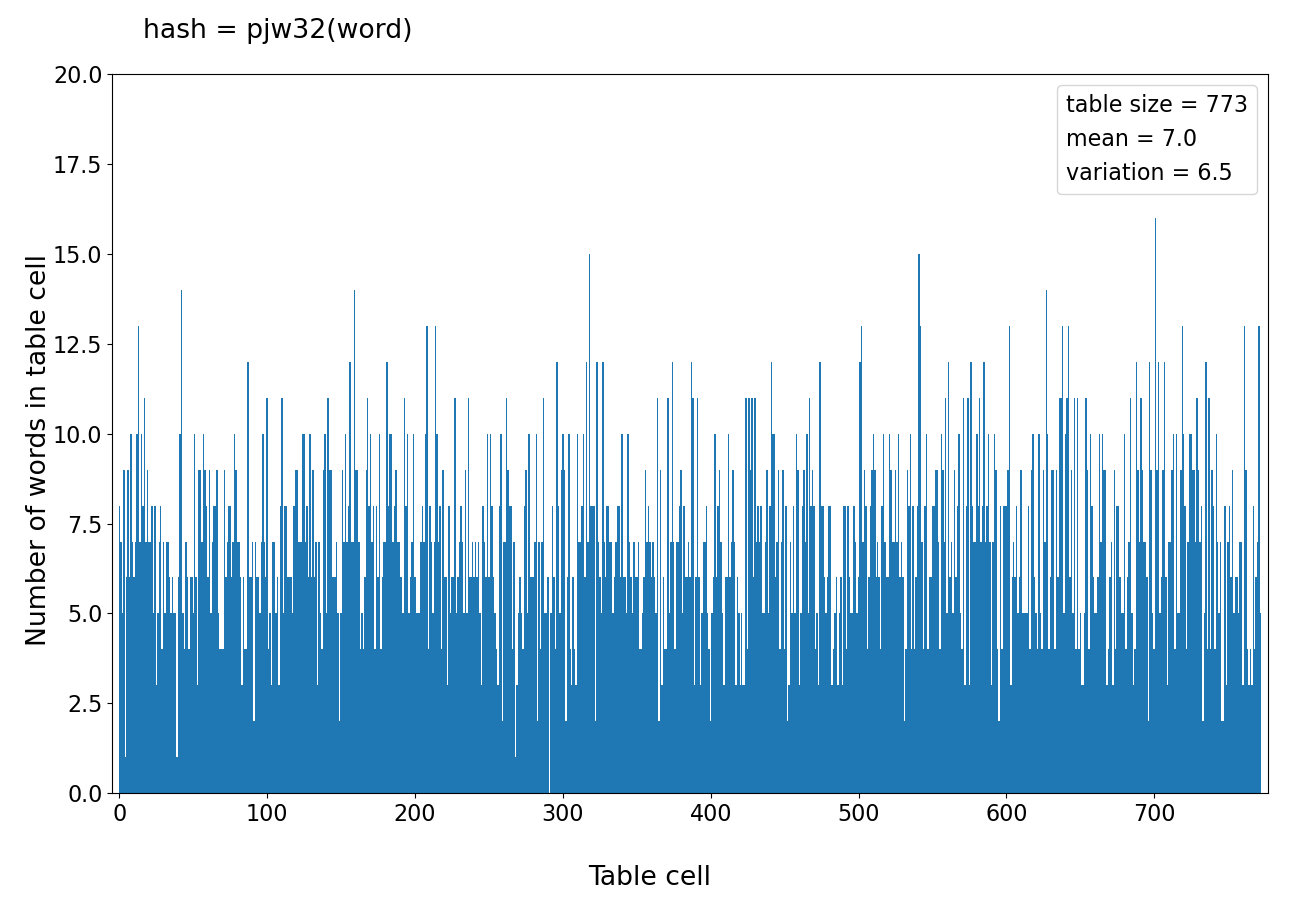 hash = pjw32(word)
table size = 773
mean = 7.0
variation = 6.5
Number of words in table cell
20.0
17.5
15.0
12.5
10.0
7.5
5.0
2.5
0.0
0 100 200 300 400 500 600 700
Table cell